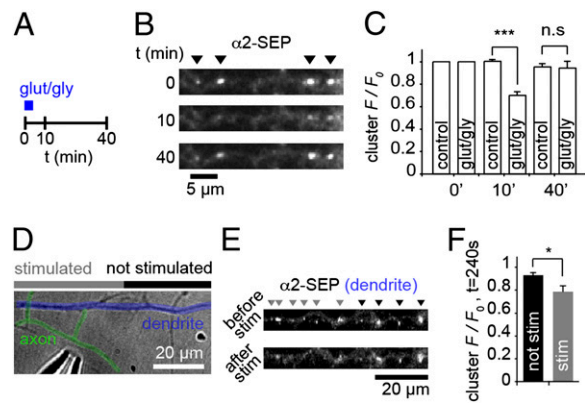 A
glut/gly
0 10 40
t (min)
B
t (min) α2-SEP
0
10
40
5 µm
C
*** n.s
cluster F / F0
1
0.8
0.6
0.4
0.2
0
control glut/gly control glut/gly control glut/gly
0' 10' 40'
D
stimulated not stimulated
dendrite
axon
20 µm
E
α2-SEP (dendrite)
before stim
after stim
20 µm
F
*
cluster F / F0, t=240s
1
0.8
0.6
0.4
0.2
0
not stim stim